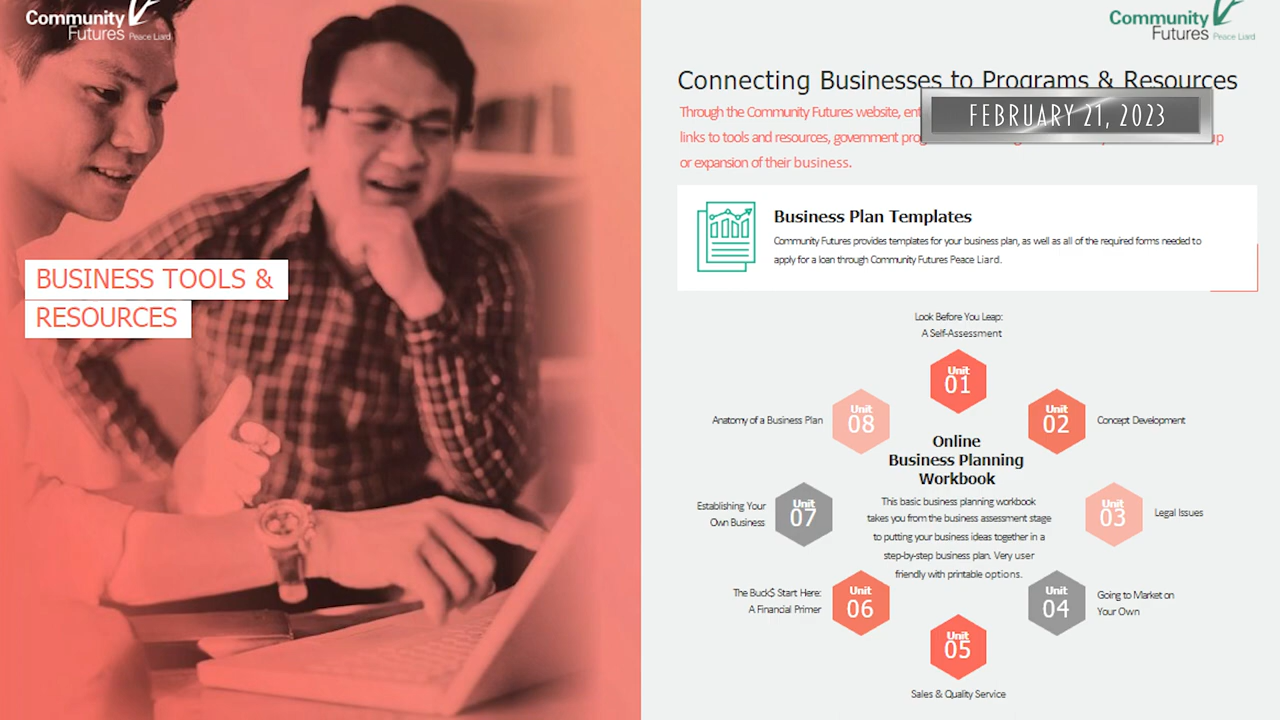 Community
Futures Peace Liard
BUSINESS TOOLS &
RESOURCES
Community
Futures Peace Liard
Connecting Businesses to Programs & Resources
Through the Community Futures website,
FEBRUARY 21, 2023
links to tools and resources, government
or expansion of their business.
Business Plan Templates
Community Futures provides templates for your business plan, as well as all of the required forms needed to
apply for a loan through Community Futures Peace Liard.
Look Before You Leap:
A Self-Assessment
Unit
01
Anatomy of a Business Plan
Unit
08
Unit
02
Concept Development
Online
Business Planning
Workbook
This basic business planning workbook
takes you from the business assessment stage
to putting your business ideas together in a
step-by-step business plan. Very user
friendly with printable options.
Establishing Your
Own Business
Unit
07
Unit
03
Legal Issues
The Buck$ Start Here:
A Financial Primer
Unit
06
Unit
04
Going to Market on
Your Own
Unit
05
Sales & Quality Service